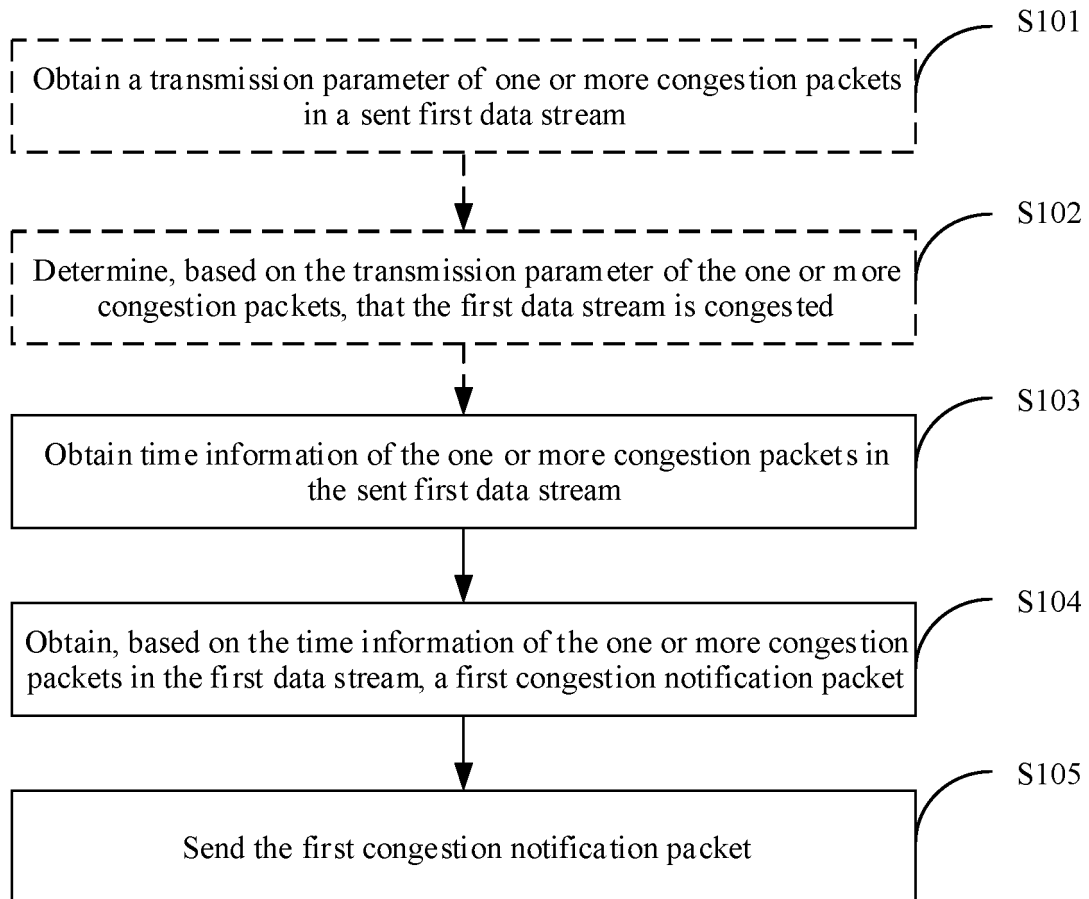 S101
Obtain a transmission parameter of one or more congestion packets
in a sent first data stream
S102
Determine, based on the transmission parameter of the one or more
congestion packets, that the first data stream is congested
S103
Obtain time information of the one or more congestion packets in
the sent first data stream
S104
Obtain, based on the time information of the one or more congestion
packets in the first data stream, a first congestion notification packet
S105
Send the first congestion notification packet